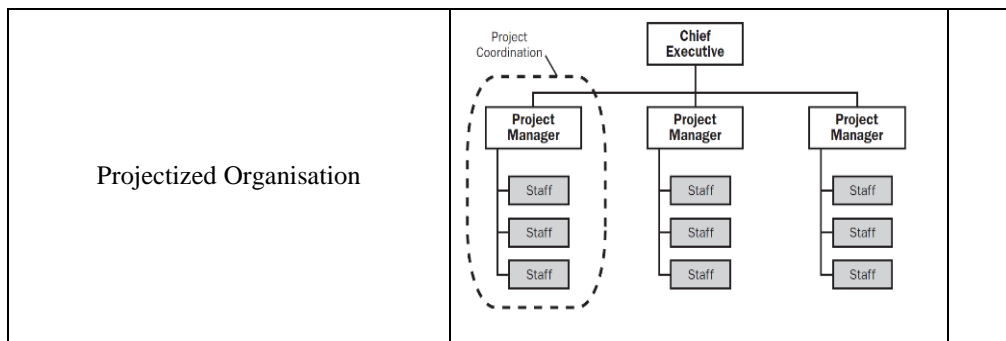 Projectized Organisation
Project
Coordination
Chief
Executive
Project
Manager
Project
Manager
Project
Manager
Staff
Staff
Staff
Staff
Staff
Staff
Staff
Staff
Staff